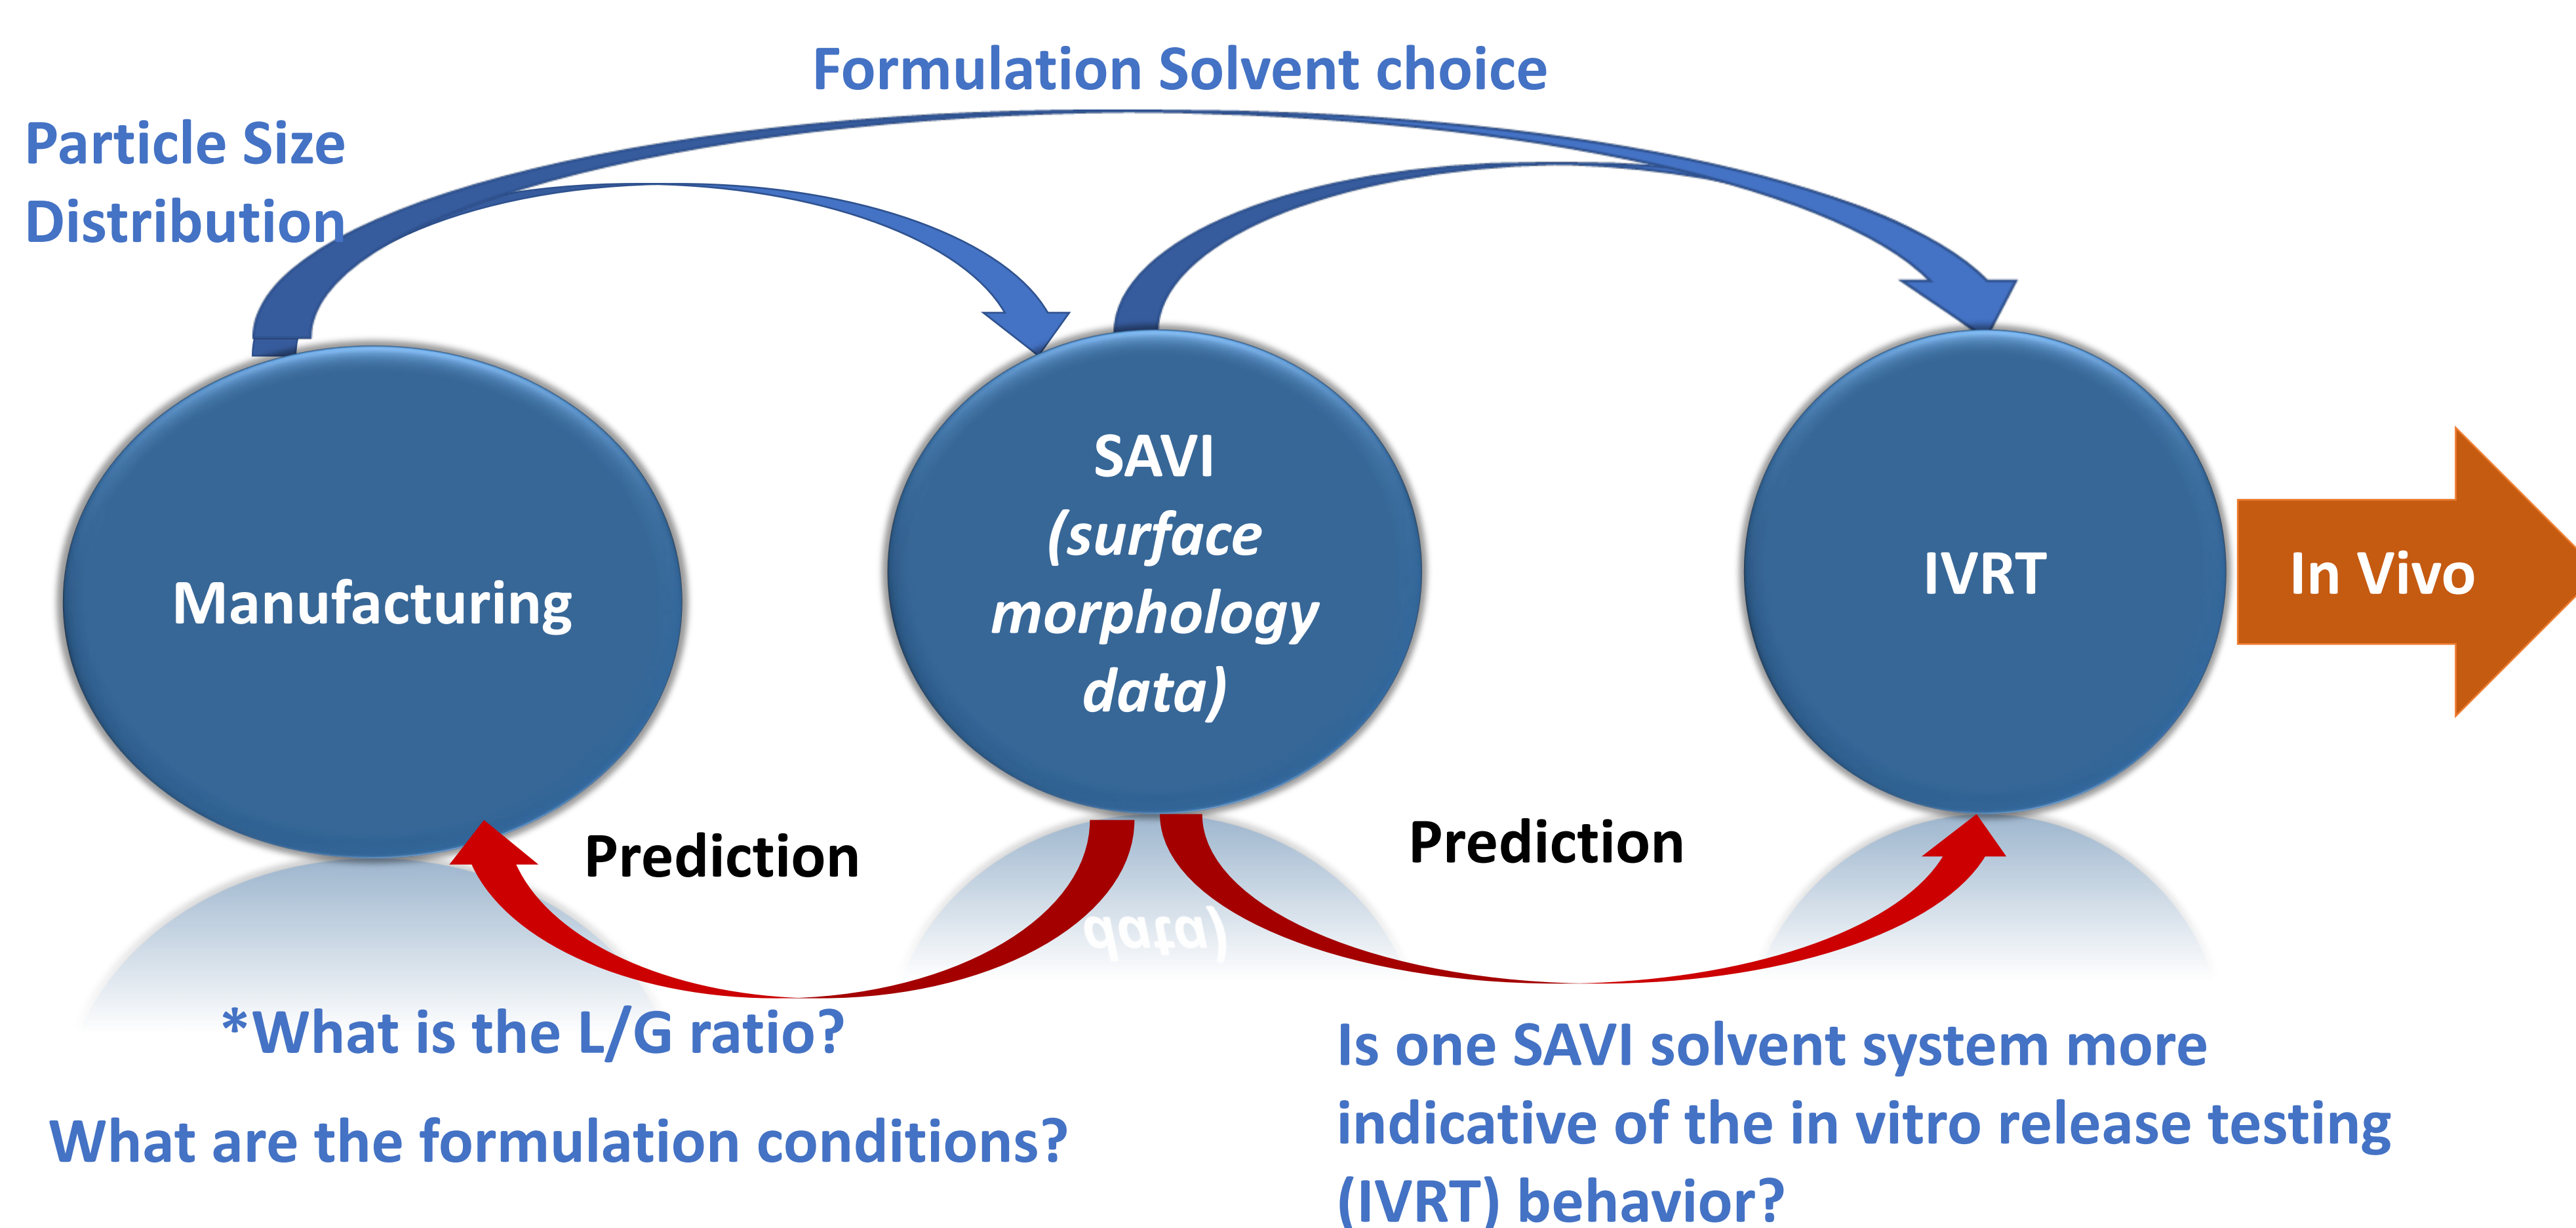 Formulation Solvent choice
Particle Size
Distribution
Manufacturing
SAVI
(surface
morphology
data)
IVRT
In Vivo
Prediction
Prediction
*What is the L/G ratio?
What are the formulation conditions?
Is one SAVI solvent system more
indicative of the in vitro release testing
(IVRT) behavior?